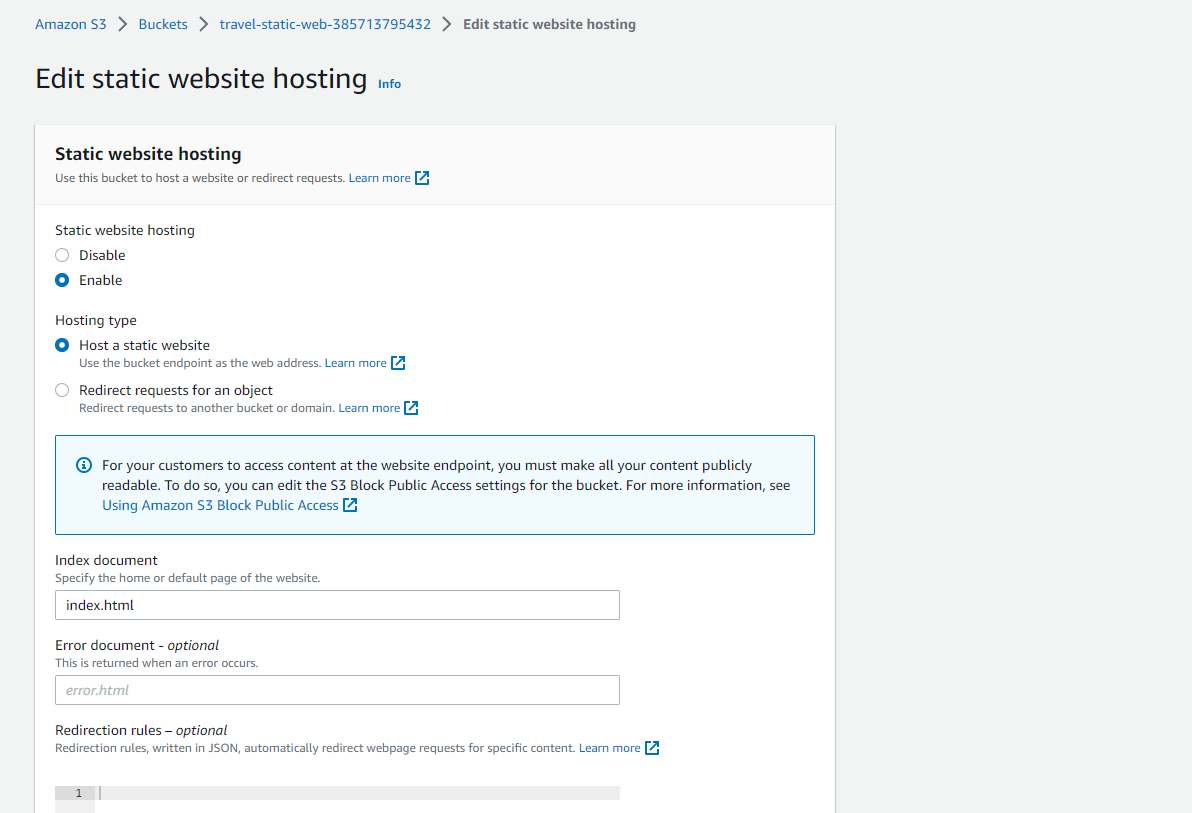 Amazon S3 > Buckets > travel-static-web-385713795432 > Edit static website hosting
Edit static website hosting Info
Static website hosting
Use this bucket to host a website or redirect requests. Learn more
Static website hosting
Disable
Enable
Hosting type
Host a static website
Use the bucket endpoint as the web address. Learn more
Redirect requests for an object
Redirect requests to another bucket or domain. Learn more
For your customers to access content at the website endpoint, you must make all your content publicly
readable. To do so, you can edit the S3 Block Public Access settings for the bucket. For more information, see
Using Amazon S3 Block Public Access
Index document
Specify the home or default page of the website.
index.html
Error document - optional
This is returned when an error occurs.
error.html
Redirection rules – optional
Redirection rules, written in JSON, automatically redirect webpage requests for specific content. Learn more
1